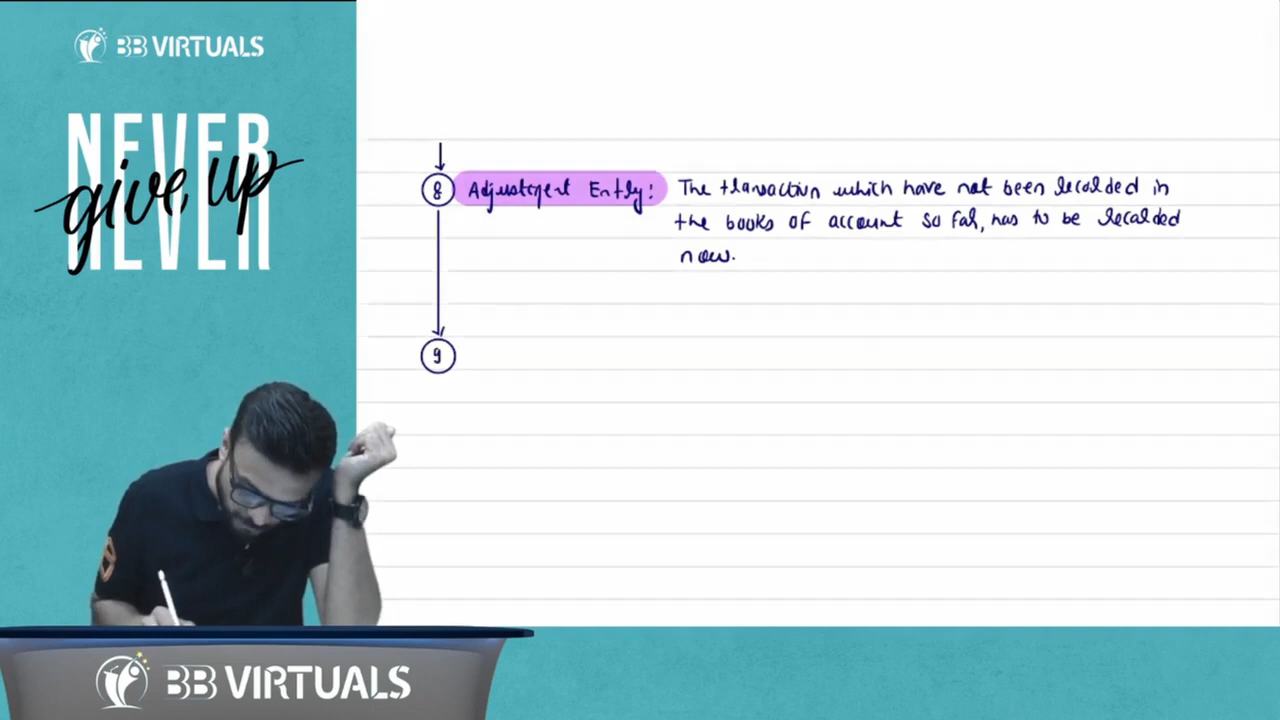 BB VIRTUALS
NEVER
give up
NEVER
8 Adjustment Entry: The transaction which have not been recorded in
the books of account so far, has to be recorded
now.
9
BB VIRTUALS